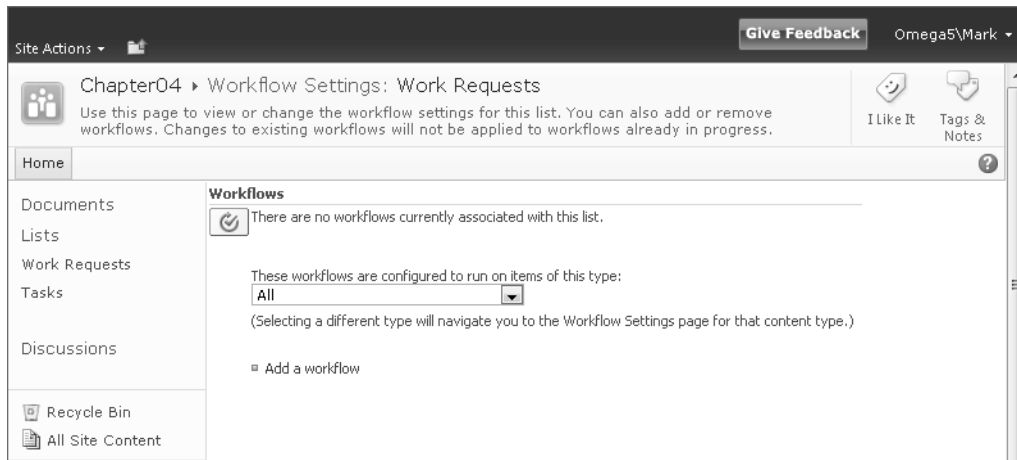 Give Feedback
Omega5\Mark
Site Actions
Chapter04 ▸ Workflow Settings: Work Requests
Use this page to view or change the workflow settings for this list. You can also add or remove
workflows. Changes to existing workflows will not be applied to workflows already in progress.
I Like It
Tags &
Notes
Home
Documents
Lists
Work Requests
Tasks
Discussions
Recycle Bin
All Site Content
Workflows
There are no workflows currently associated with this list.
These workflows are configured to run on items of this type:
All
(Selecting a different type will navigate you to the Workflow Settings page for that content type.)
Add a workflow